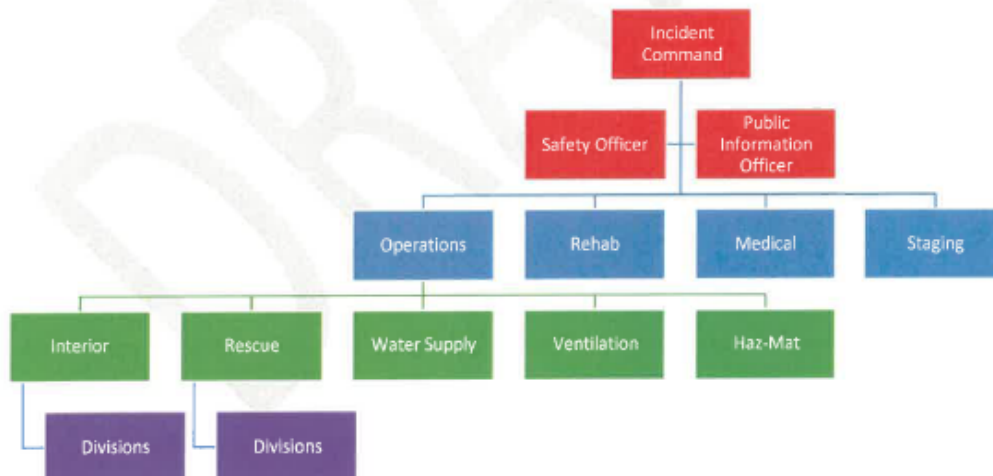 Incident
Command
Safety Officer
Public
Information
Officer
Operations
Rehab
Medical
Staging
Interior
Rescue
Water Supply
Ventilation
Haz-Mat
Divisions
Divisions